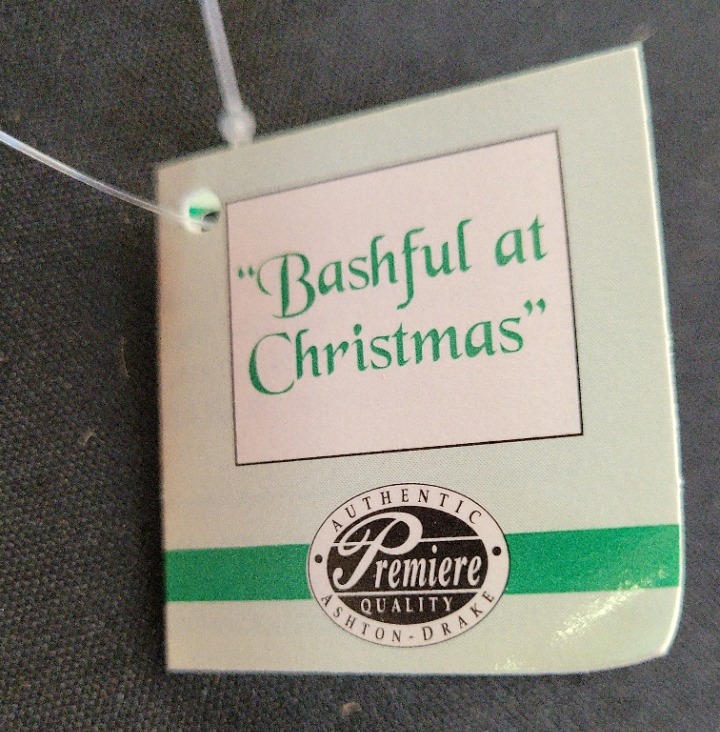 “Bashful at
Christmas”
AUTHENTIC
Premiere
QUALITY
ASHTON-DRAKE